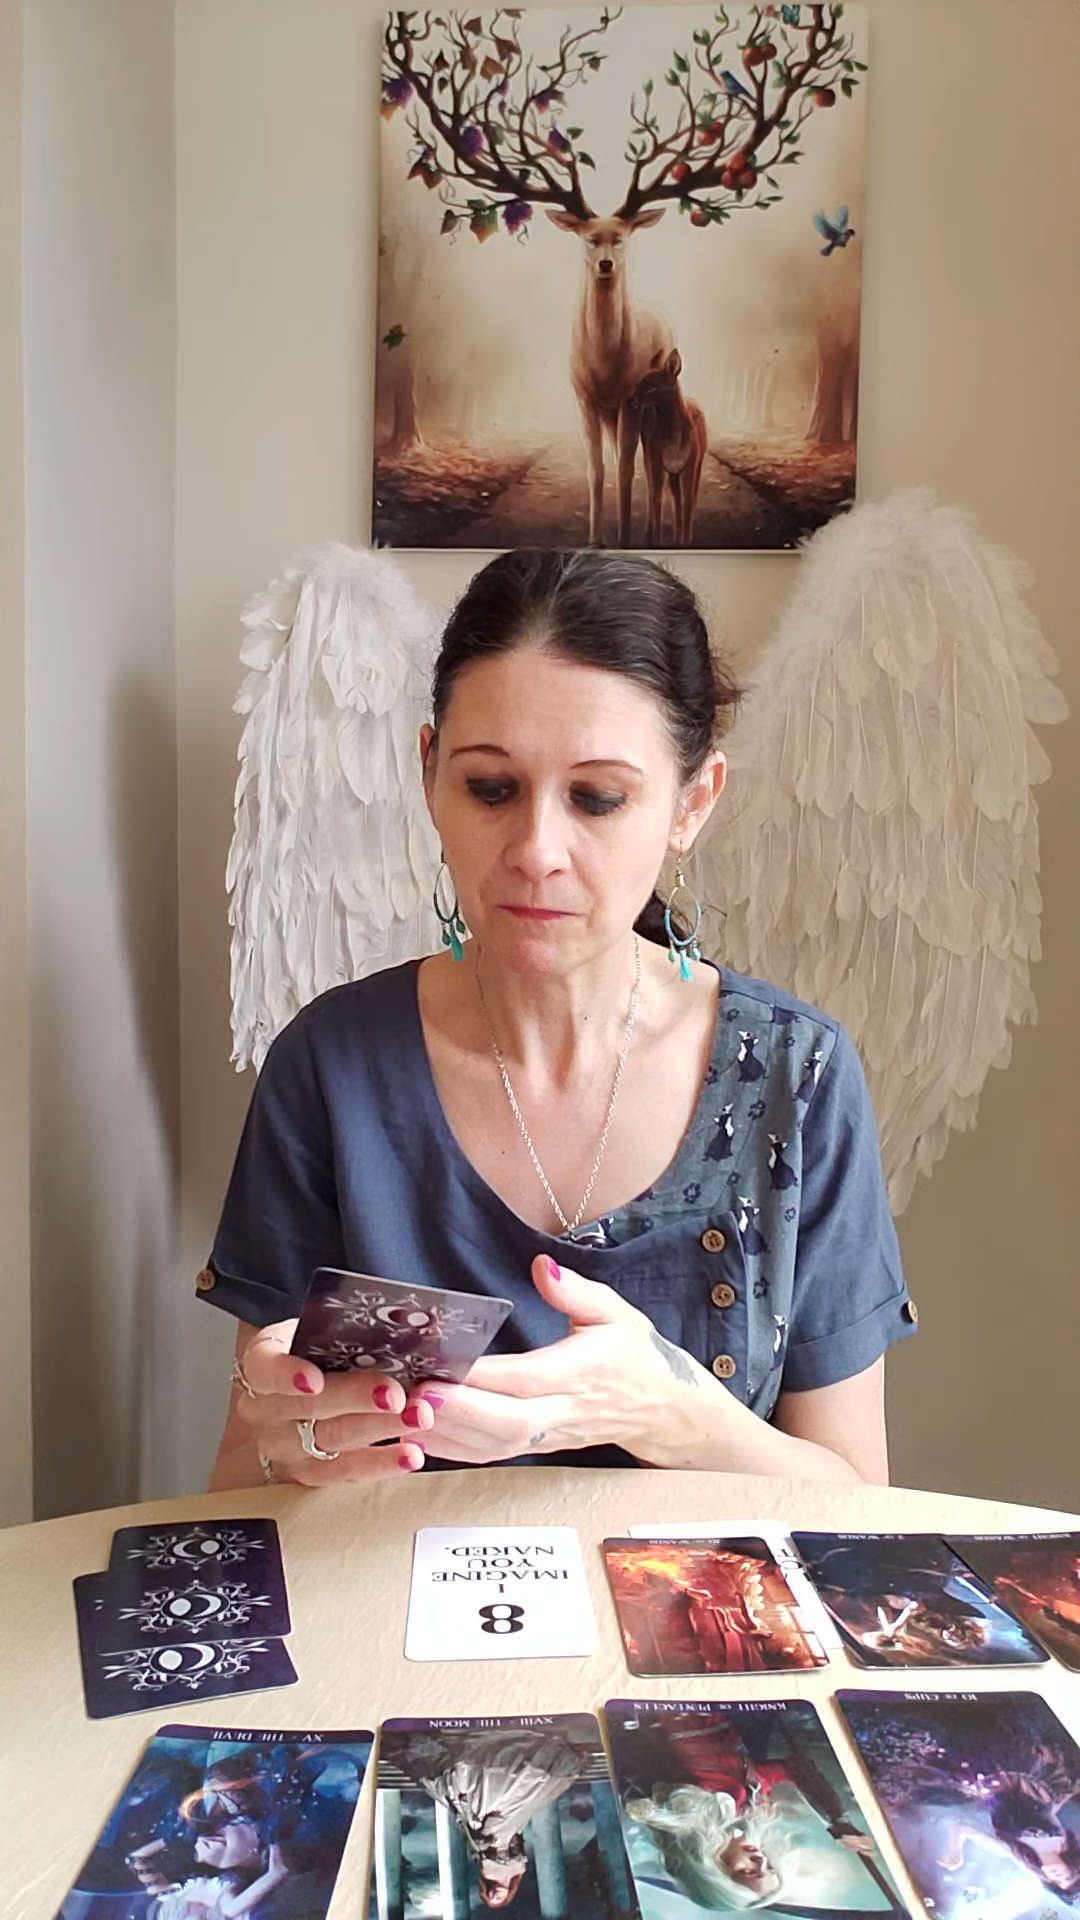 8
I
IMAGINE
YOU
NAKED.
OF WANDS
2 OF WANDS
KNIGHT OF WANDS
XV - THE DEVIL
XVIII - THE MOON
KNIGHT OF PENTACLES
10 OF CUPS